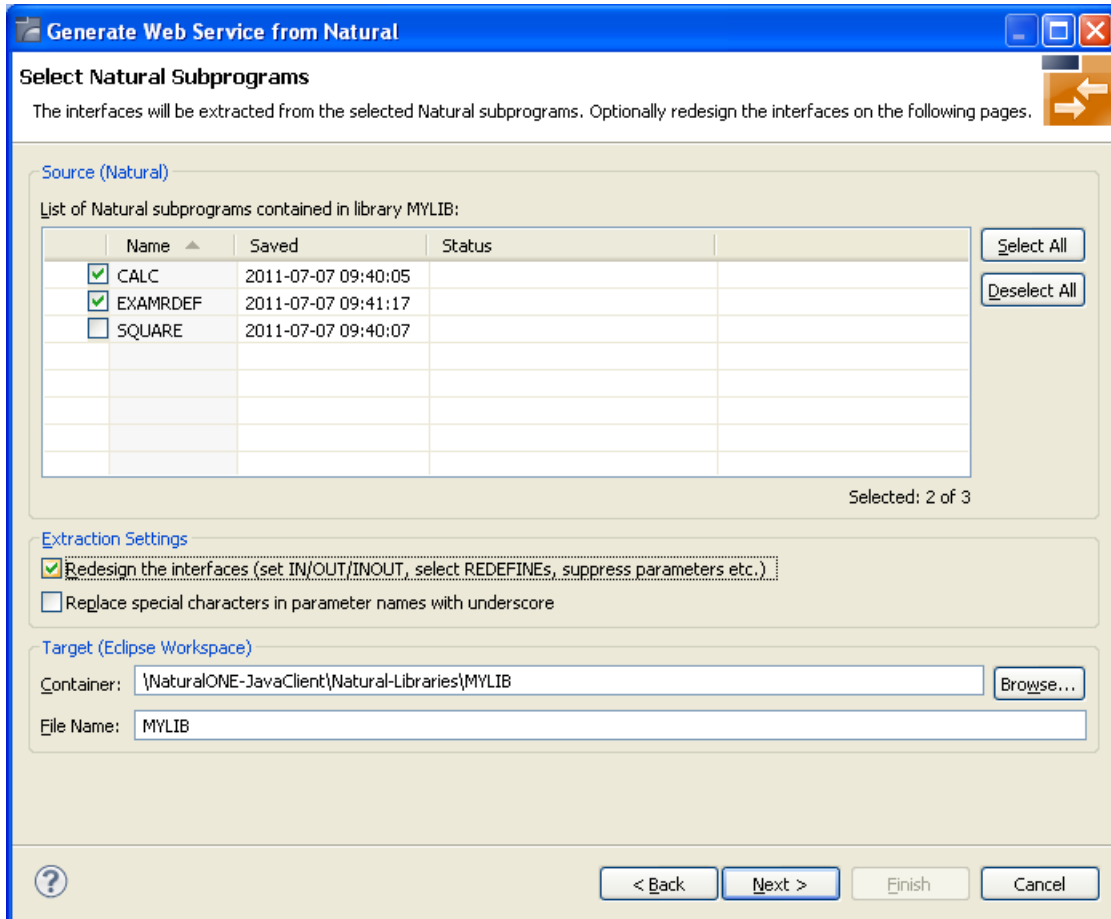 Generate Web Service from Natural
Select Natural Subprograms
The interfaces will be extracted from the selected Natural subprograms. Optionally redesign the interfaces on the following pages.
Source (Natural)
List of Natural subprograms contained in library MYLIB:
Name Saved Status
Select All
CALC 2011-07-07 09:40:05
Deselect All
EXAMRDEF 2011-07-07 09:41:17
SQUARE 2011-07-07 09:40:07
Selected: 2 of 3
Extraction Settings
Redesign the interfaces (set IN/OUT/INOUT, select REDEFINEs, suppress parameters etc.)
Replace special characters in parameter names with underscore
Target (Eclipse Workspace)
Container: \NaturalONE-JavaClient\Natural-Libraries\MYLIB Browse...
File Name: MYLIB
? < Back Next > Finish Cancel